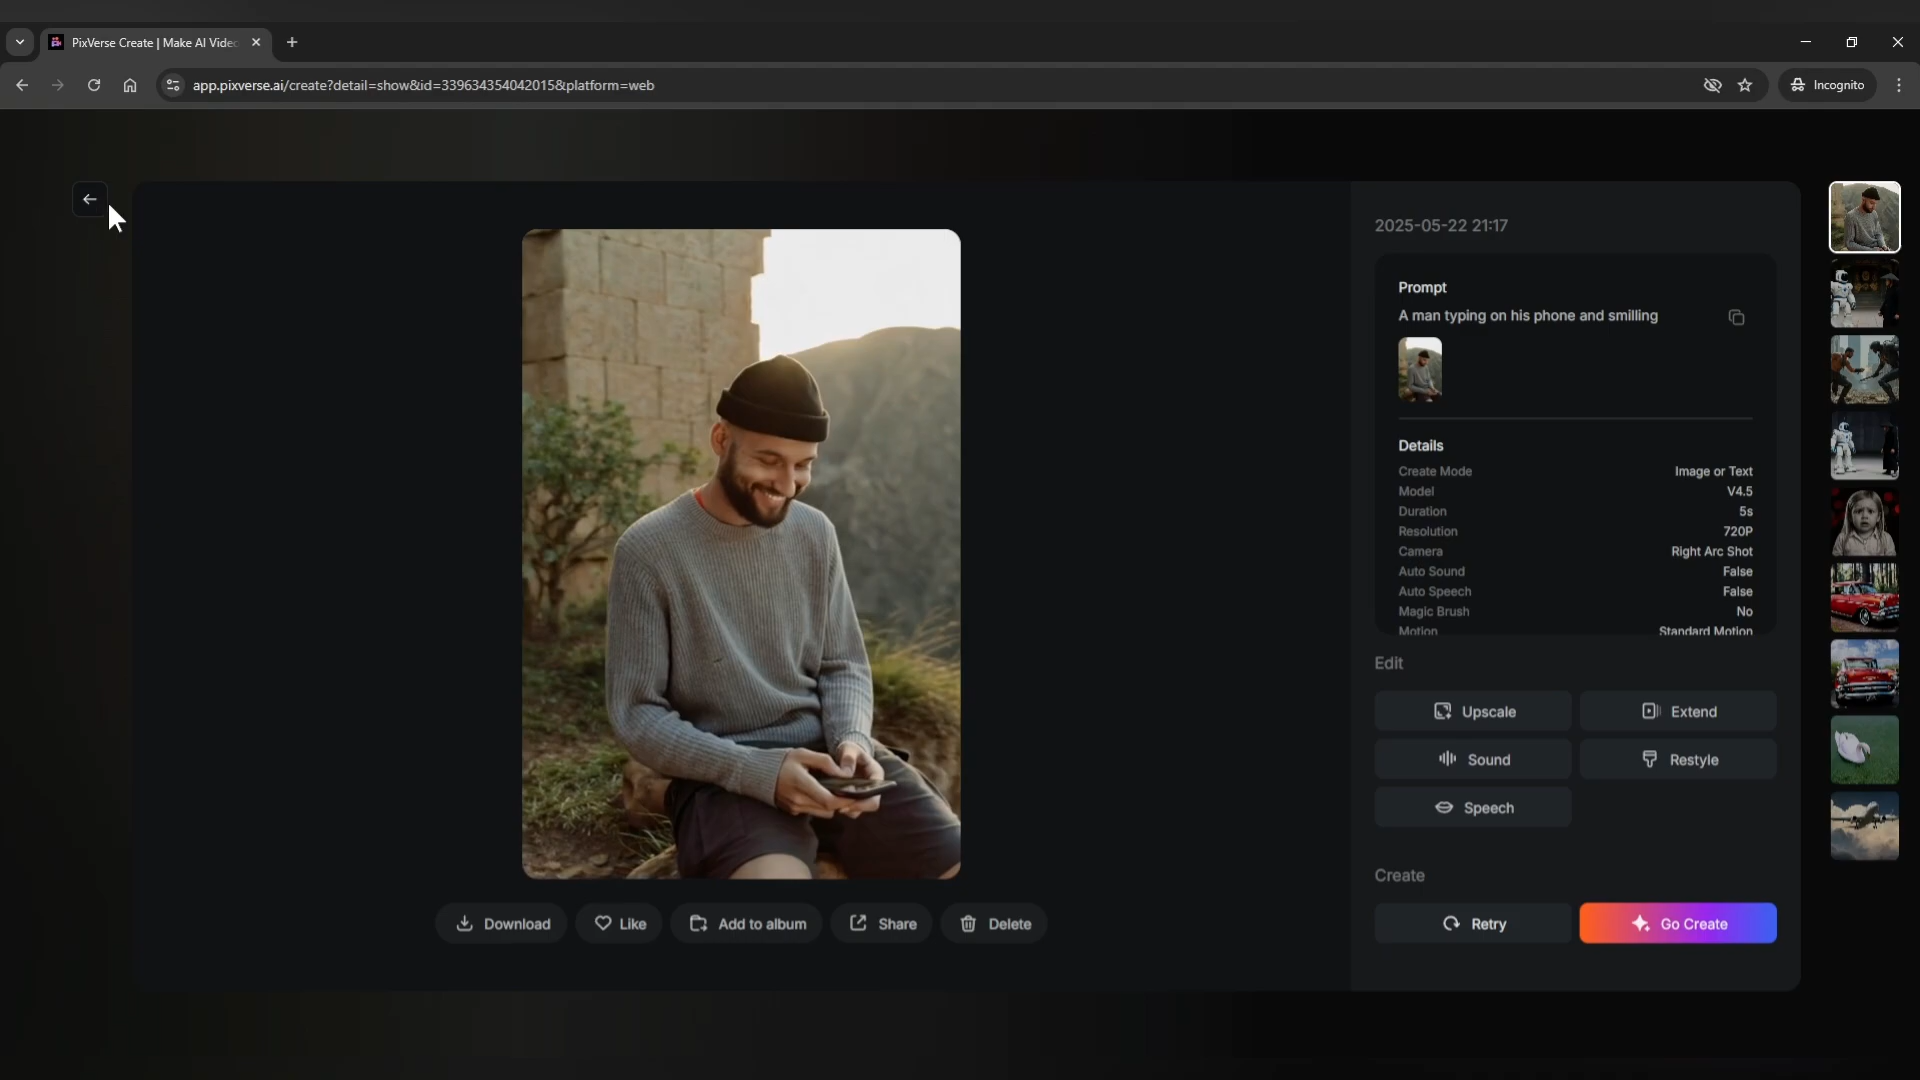 PixVerse Create | Make AI Video
app.pixverse.ai/create?detail=show&id=339634354042015&platform=web
Incognito
2025-05-22 21:17
Prompt
A man typing on his phone and smilling
Details
Create Mode Image or Text
Model V4.5
Duration 5s
Resolution 720P
Camera Right Arc Shot
Auto Sound False
Auto Speech False
Magic Brush No
Motion Standard Motion
Edit
Upscale Extend
Sound Restyle
Speech
Create
Download Like Add to album Share Delete Retry Go Create